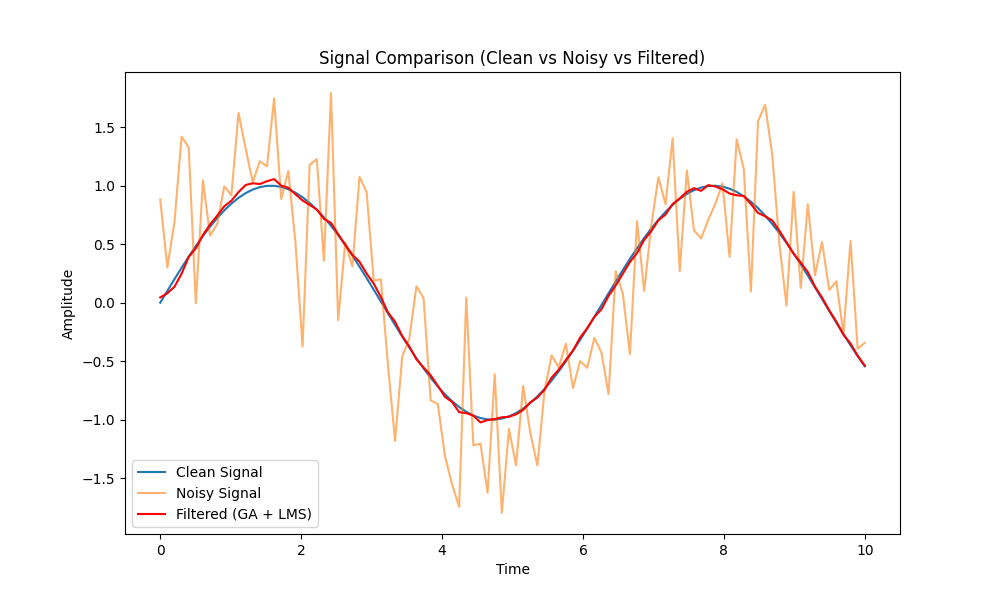 Signal Comparison (Clean vs Noisy vs Filtered)
1.5
1.0
0.5
0.0
−0.5
−1.0
−1.5
Amplitude
Clean Signal
Noisy Signal
Filtered (GA + LMS)
0 2 4 6 8 10
Time